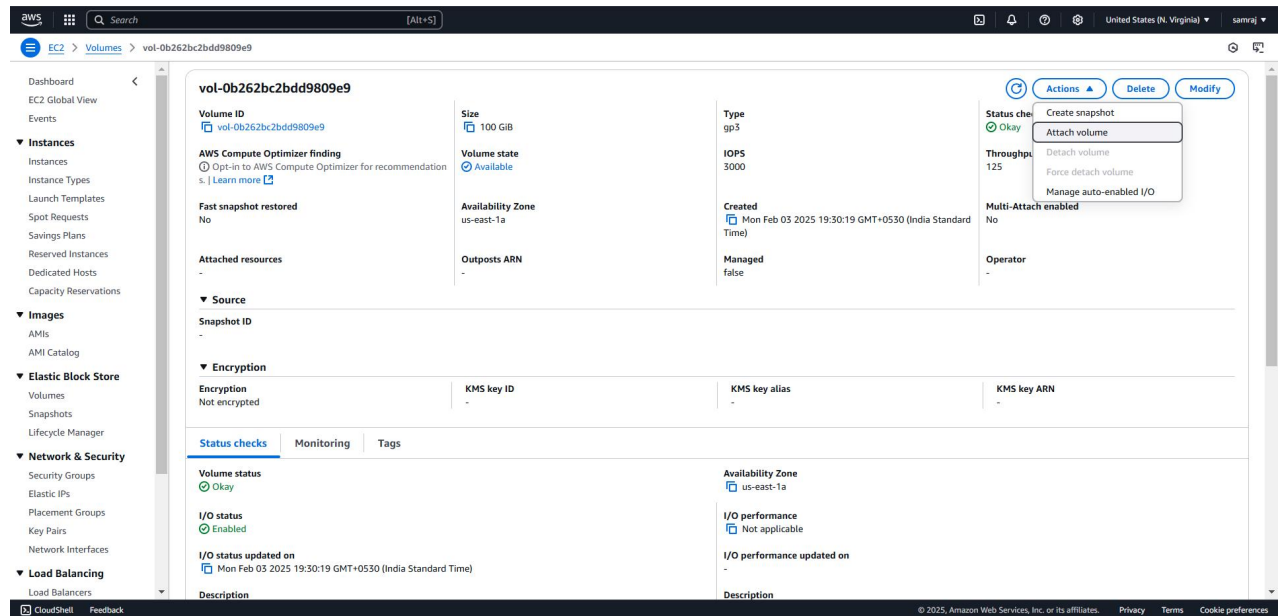 aws
Search [Alt+S]
United States (N. Virginia) ▼ samraj ▼
EC2 > Volumes > vol-0b262bc2bdd9809e9
Dashboard
EC2 Global View
Events
▼ Instances
Instances
Instance Types
Launch Templates
Spot Requests
Savings Plans
Reserved Instances
Dedicated Hosts
Capacity Reservations
▼ Images
AMIs
AMI Catalog
▼ Elastic Block Store
Volumes
Snapshots
Lifecycle Manager
▼ Network & Security
Security Groups
Elastic IPs
Placement Groups
Key Pairs
Network Interfaces
▼ Load Balancing
Load Balancers
vol-0b262bc2bdd9809e9
Actions ▲ Delete Modify
Create snapshot
Attach volume
Detach volume
Force detach volume
Manage auto-enabled I/O
Volume ID
vol-0b262bc2bdd9809e9
Size
100 GiB
Type
gp3
Status che
Okay
AWS Compute Optimizer finding
Opt-in to AWS Compute Optimizer for recommendation
s. | Learn more
Volume state
Available
IOPS
3000
Throughpu
125
Fast snapshot restored
No
Availability Zone
us-east-1a
Created
Mon Feb 03 2025 19:30:19 GMT+0530 (India Standard
Time)
Multi-Attach enabled
No
Attached resources
-
Outposts ARN
-
Managed
false
Operator
-
▼ Source
Snapshot ID
-
▼ Encryption
Encryption
Not encrypted
KMS key ID
-
KMS key alias
-
KMS key ARN
-
Status checks Monitoring Tags
Volume status
Okay
Availability Zone
us-east-1a
I/O status
Enabled
I/O performance
Not applicable
I/O status updated on
Mon Feb 03 2025 19:30:19 GMT+0530 (India Standard Time)
I/O performance updated on
-
Description
Description
CloudShell Feedback
© 2025, Amazon Web Services, Inc. or its affiliates. Privacy Terms Cookie preferences